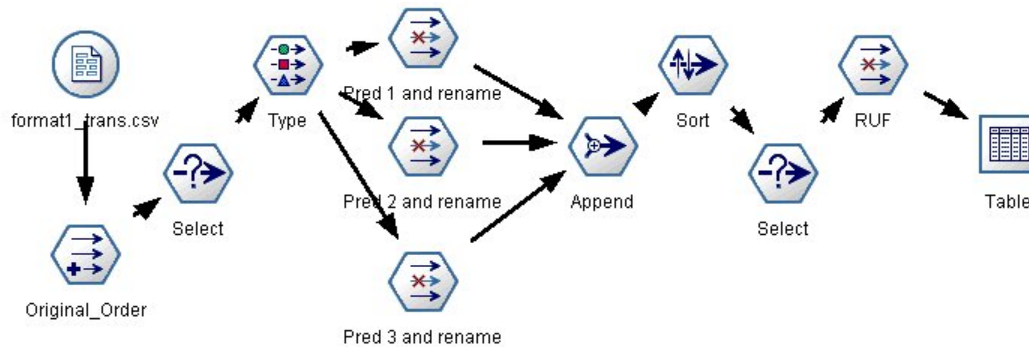 format1_trans.csv
Original_Order
Select
Type
Pred 1 and rename
Pred 2 and rename
Pred 3 and rename
Append
Sort
Select
RUF
Table